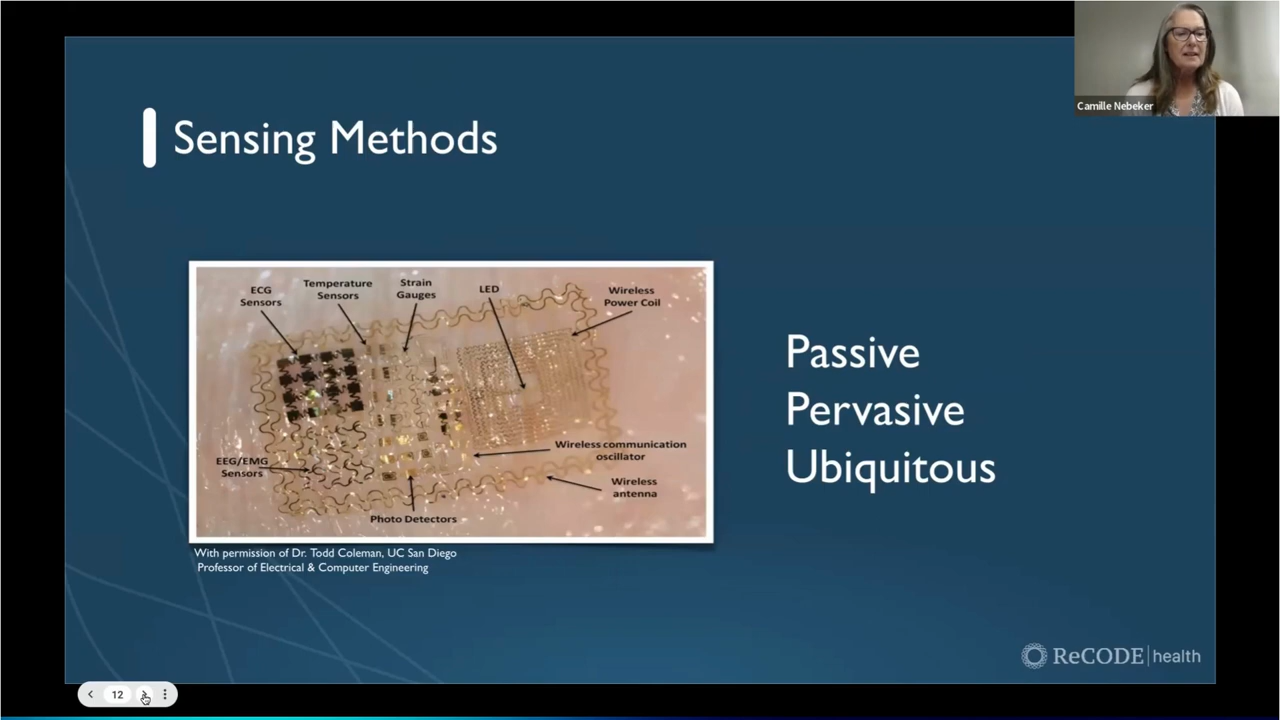 Camille Nebeker
Sensing Methods
ECG
Sensors
Temperature
Sensors
Strain
Gauges
LED
Wireless
Power Coil
EEG/EMG
Sensors
Wireless communication
oscillator
Wireless
antenna
Photo Detectors
Passive
Pervasive
Ubiquitous
With permission of Dr. Todd Coleman, UC San Diego
Professor of Electrical & Computer Engineering
ReCODE health
12